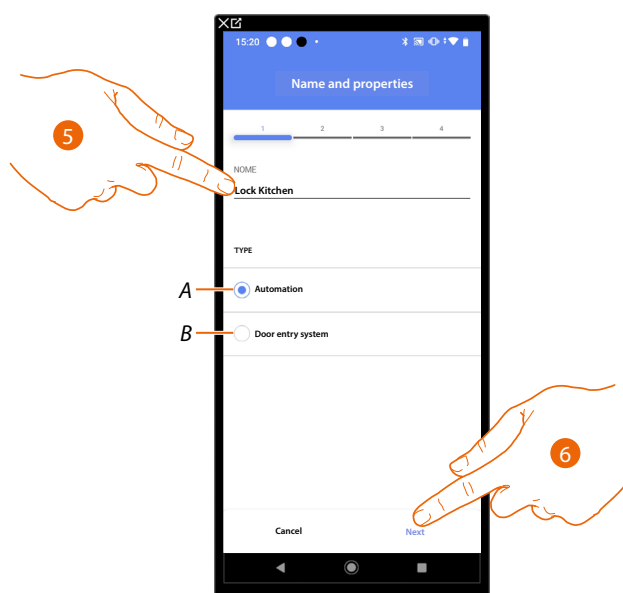 15:20
Name and properties
1 2 3 4
5
NOME
Lock Kitchen
TYPE
A
Automation
B
Door entry system
6
Cancel
Next